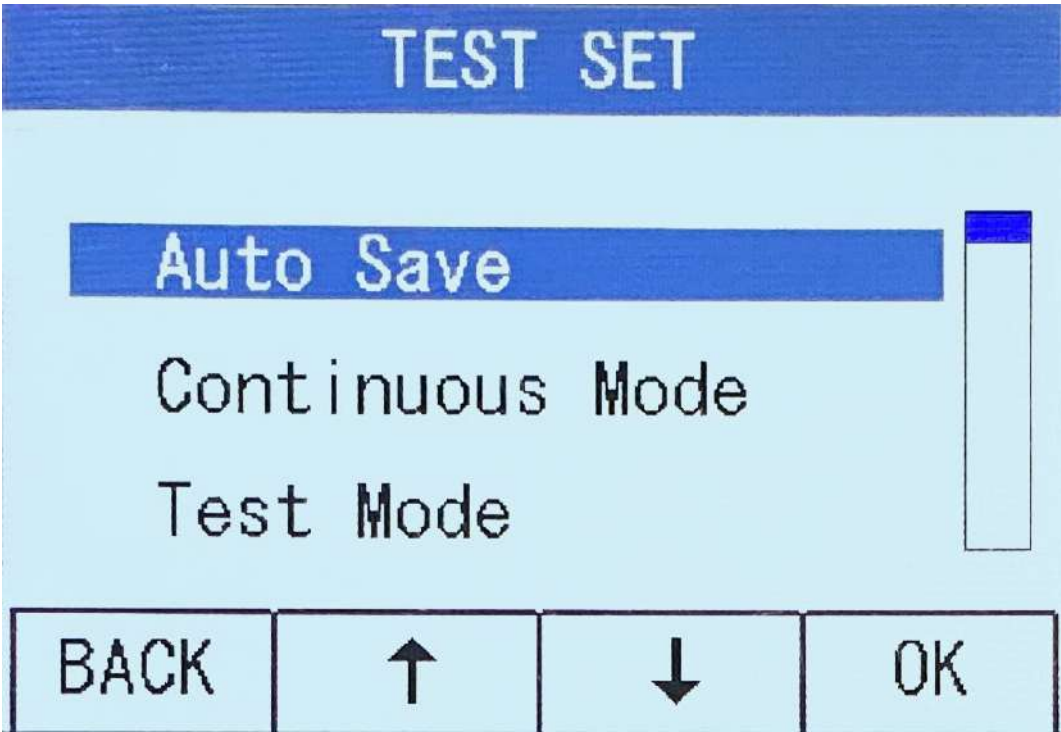 TEST SET
Auto Save
Continuous Mode
Test Mode
BACK ↑ ↓ OK